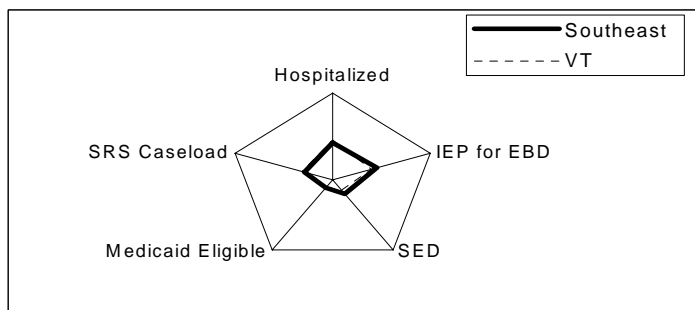 Southeast
VT
Hospitalized
SRS Caseload
IEP for EBD
Medicaid Eligible
SED